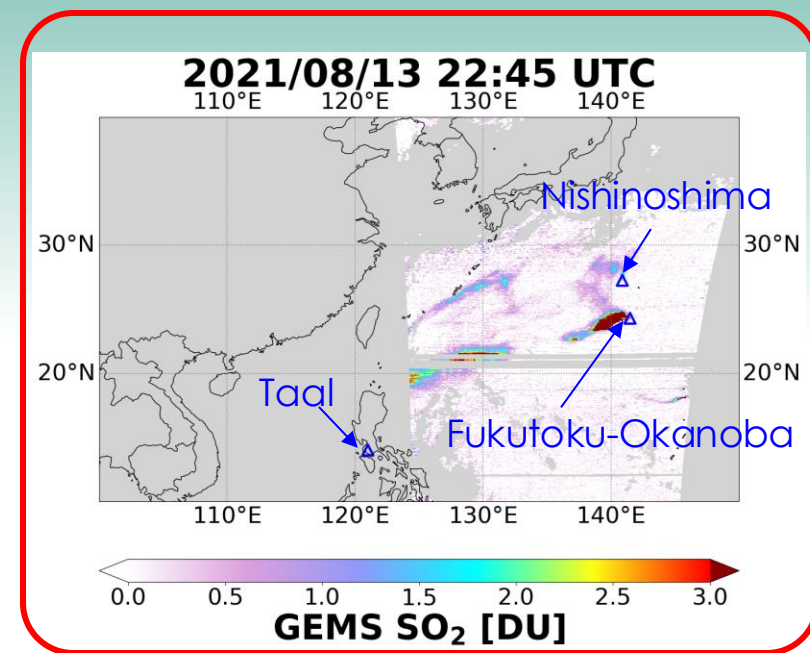 2021/08/13 22:45 UTC
110°E 120°E 130°E 140°E
Nishinoshima
30°N 30°N
20°N 20°N
Taal
Fukutoku-Okanoba
110°E 120°E 130°E 140°E
0.0 0.5 1.0 1.5 2.0 2.5 3.0
GEMS SO₂ [DU]